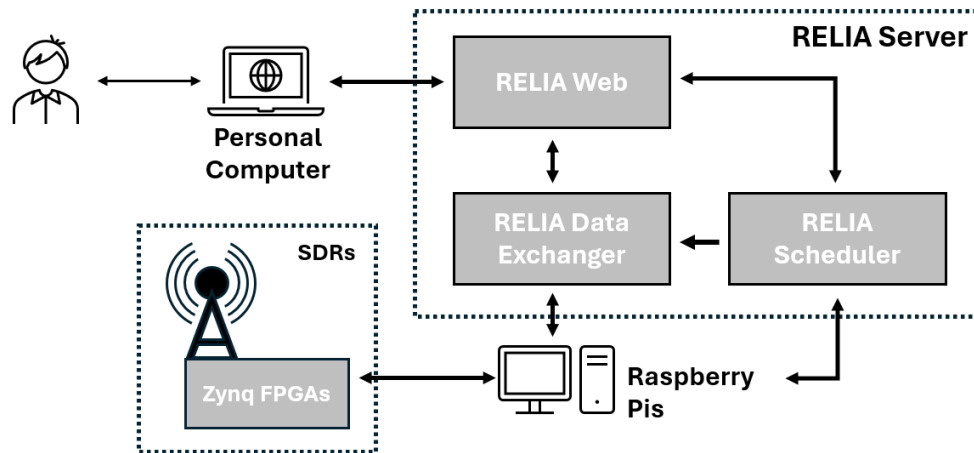 RELIA Server
RELIA Web
Personal
Computer
RELIA Data
Exchanger
RELIA
Scheduler
SDRs
Zynq FPGAs
Raspberry
Pis